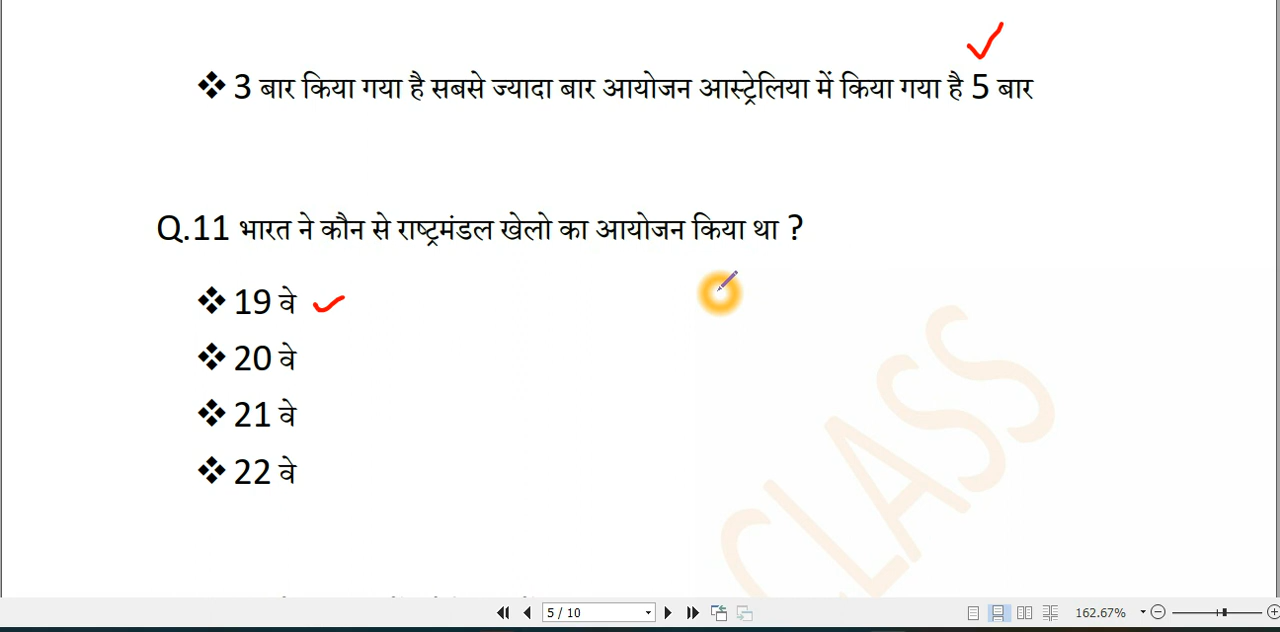 ❖ 3 बार किया गया है सबसे ज्यादा बार आयोजन आस्ट्रेलिया में किया गया है 5 बार
Q.11 भारत ने कौन से राष्ट्रमंडल खेलो का आयोजन किया था ?
❖ 19 वे
❖ 20 वे
❖ 21 वे
❖ 22 वे
CLASS
5 / 10
162.67%